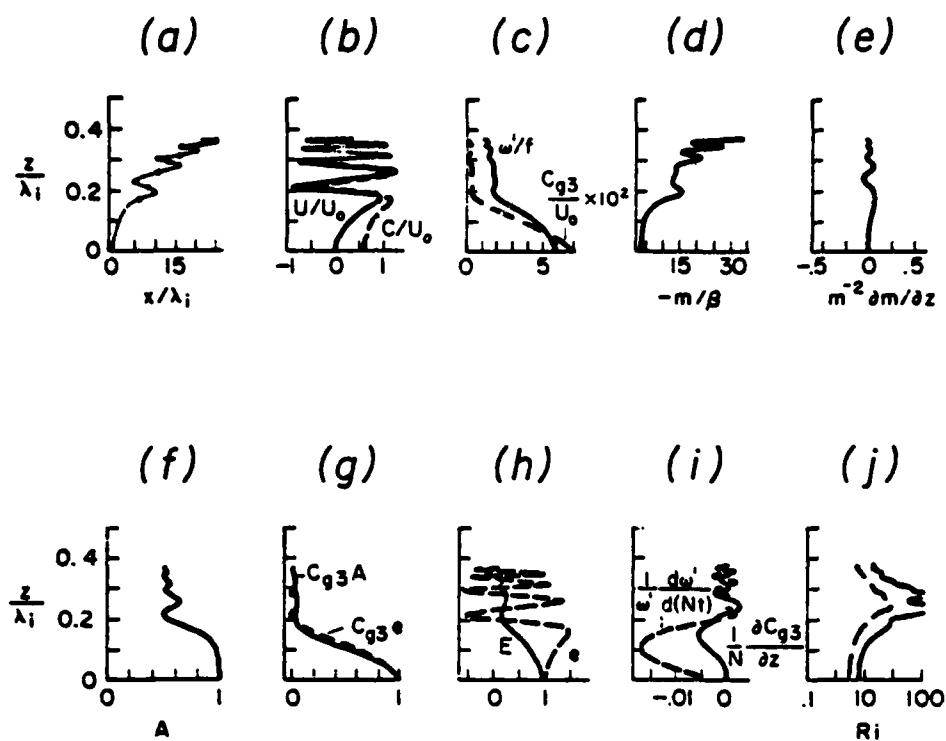 (a) (b) (c) (d) (e)
z/λi
0.4
0.2
0
0 15
x/λi
U/U₀
C/U₀
-1 0 1
ω'/f
Cg3/U₀ ×10²
0 5
15 30
-m/β
-.5 0 .5
m⁻² ∂m/∂z
(f) (g) (h) (i) (j)
z/λi
0.4
0.2
0
0 1
A
Cg3A
Cg3e
0 1
E
e
0 1
1/ω' dω'/d(Nt)
1/N ∂Cg3/∂z
-.01 0
.1 10 100
Ri